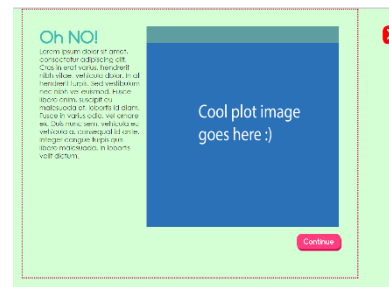 Oh NO!
Lorem ipsum dolor sit amet,
consectetur adipiscing elit.
Cras in erat varius, hendrerit
nibh vitae, vehicula dolor. In at
hendrerit turpis. Sed vestibulum
nec nibh vel euismod. Fusce
libero enim, suscipit eu
malesuada at, lobortis id diam.
Fusce in varius odio, vel ornare
ex. Duis nunc sem, vehicula eu
vehicula a, consequat id ante.
Integer congue turpis quis
libero malesuada, in lobortis
velit dictum.
Cool plot image
goes here :)
Continue